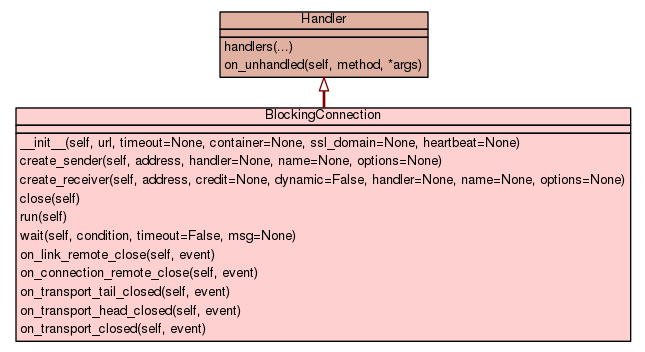 Handler
handlers(...)
on_unhandled(self, method, *args)
BlockingConnection
__init__(self, url, timeout=None, container=None, ssl_domain=None, heartbeat=None)
create_sender(self, address, handler=None, name=None, options=None)
create_receiver(self, address, credit=None, dynamic=False, handler=None, name=None, options=None)
close(self)
run(self)
wait(self, condition, timeout=False, msg=None)
on_link_remote_close(self, event)
on_connection_remote_close(self, event)
on_transport_tail_closed(self, event)
on_transport_head_closed(self, event)
on_transport_closed(self, event)